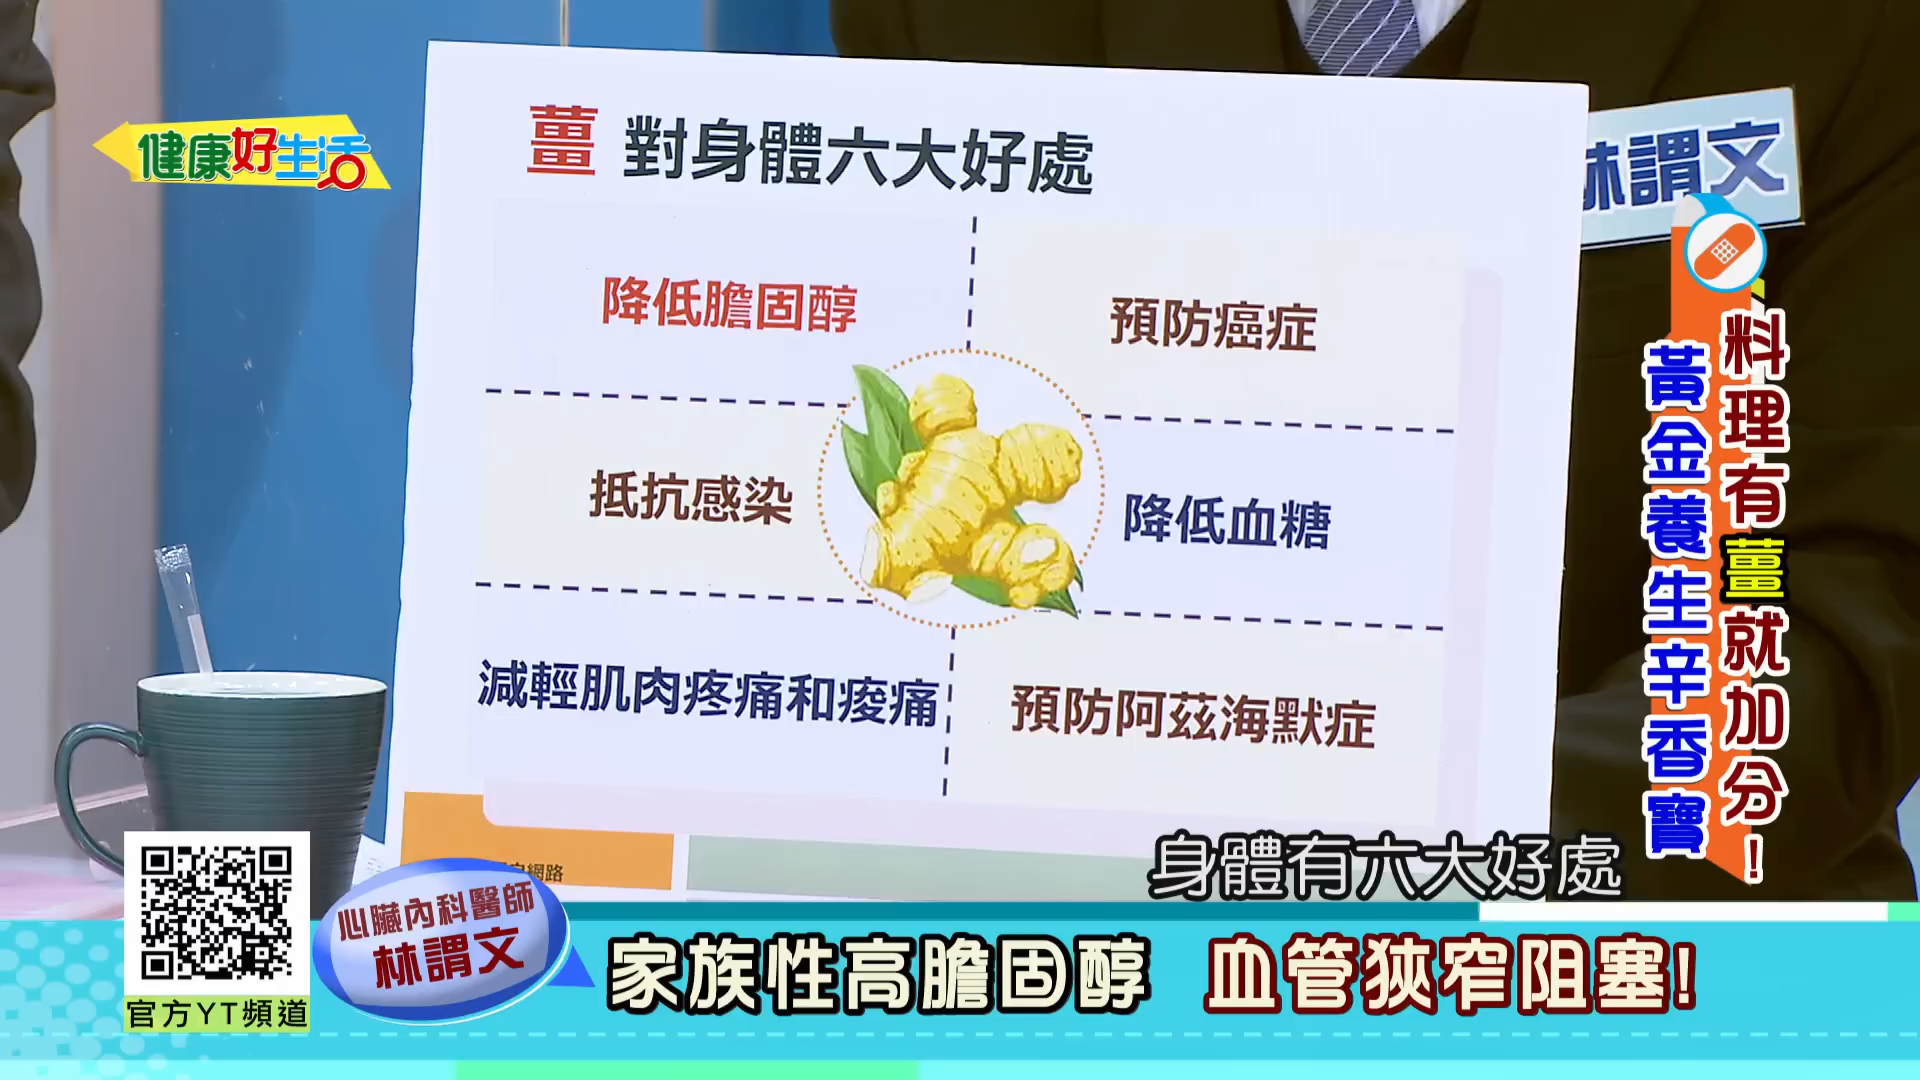 健康好生活
薑 對身體六大好處
林謂文
降低膽固醇
預防癌症
抵抗感染
降低血糖
減輕肌肉疼痛和痠痛
預防阿茲海默症
料理有薑就加分!
黃金養生辛香寶
網路
身體有六大好處
心臟內科醫師
林謂文
家族性高膽固醇 血管狹窄阻塞!
官方YT頻道